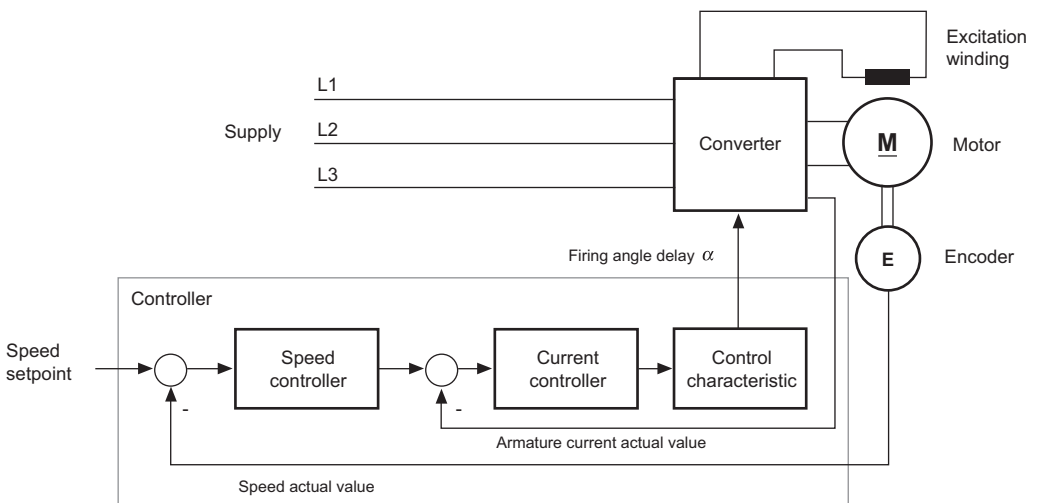 Excitation
winding
L1
Supply
L2
Converter
M
Motor
L3
Firing angle delay α
E
Encoder
Controller
Speed
setpoint
Speed
controller
Current
controller
Control
characteristic
-
-
Armature current actual value
Speed actual value